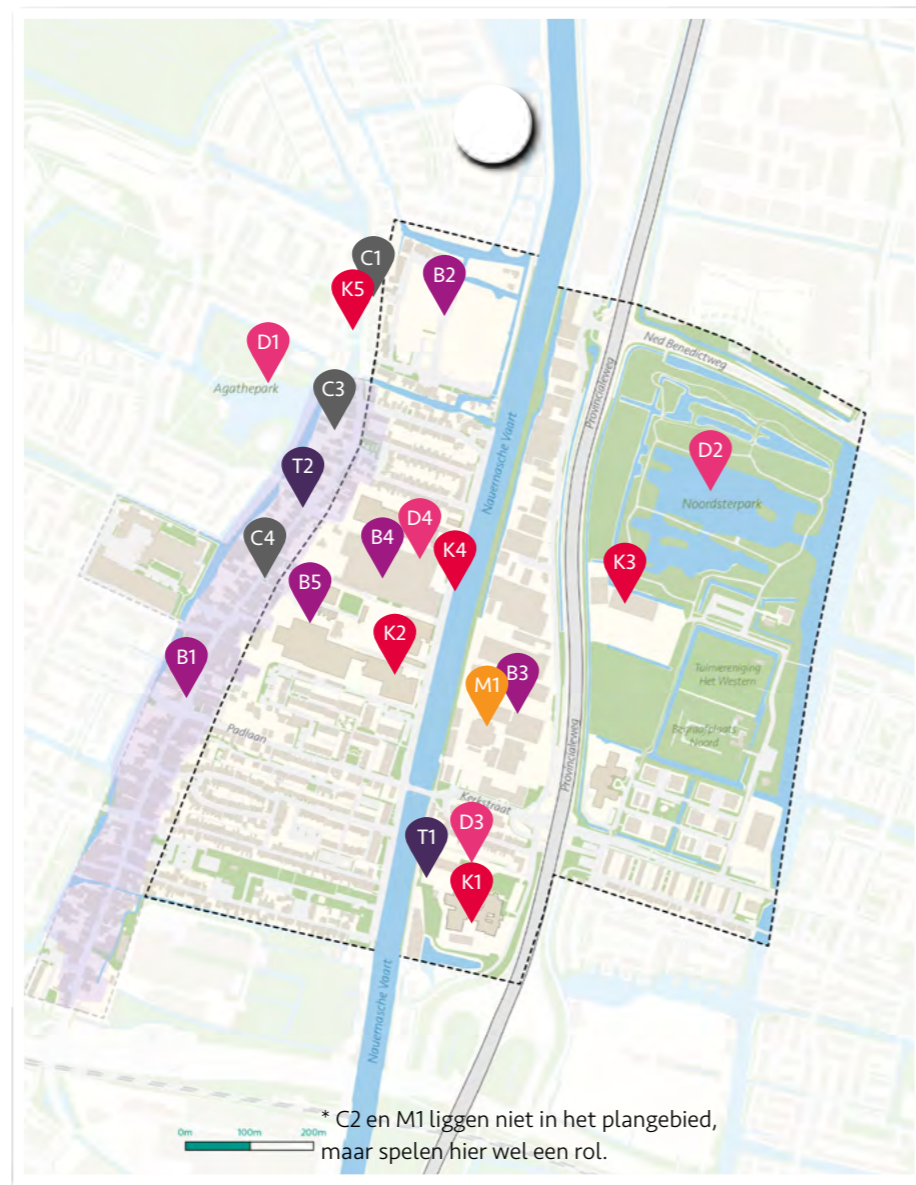 C1
B2
K5
D1
Agathepark
C3
Ned Benedictweg
Provincialeweg
Nauernasche Vaart
D2
Noordsterpark
T2
D4
B4
C4
K4
K3
B5
K2
B1
M1
B3
Tuinvereniging
Het Western
Begraafplaats
Noord
Padlaan
Provincialeweg
Kerkstraat
D3
T1
K1
Nauernasche Vaart
0m 100m 200m
* C2 en M1 liggen niet in het plangebied,
maar spelen hier wel een rol.